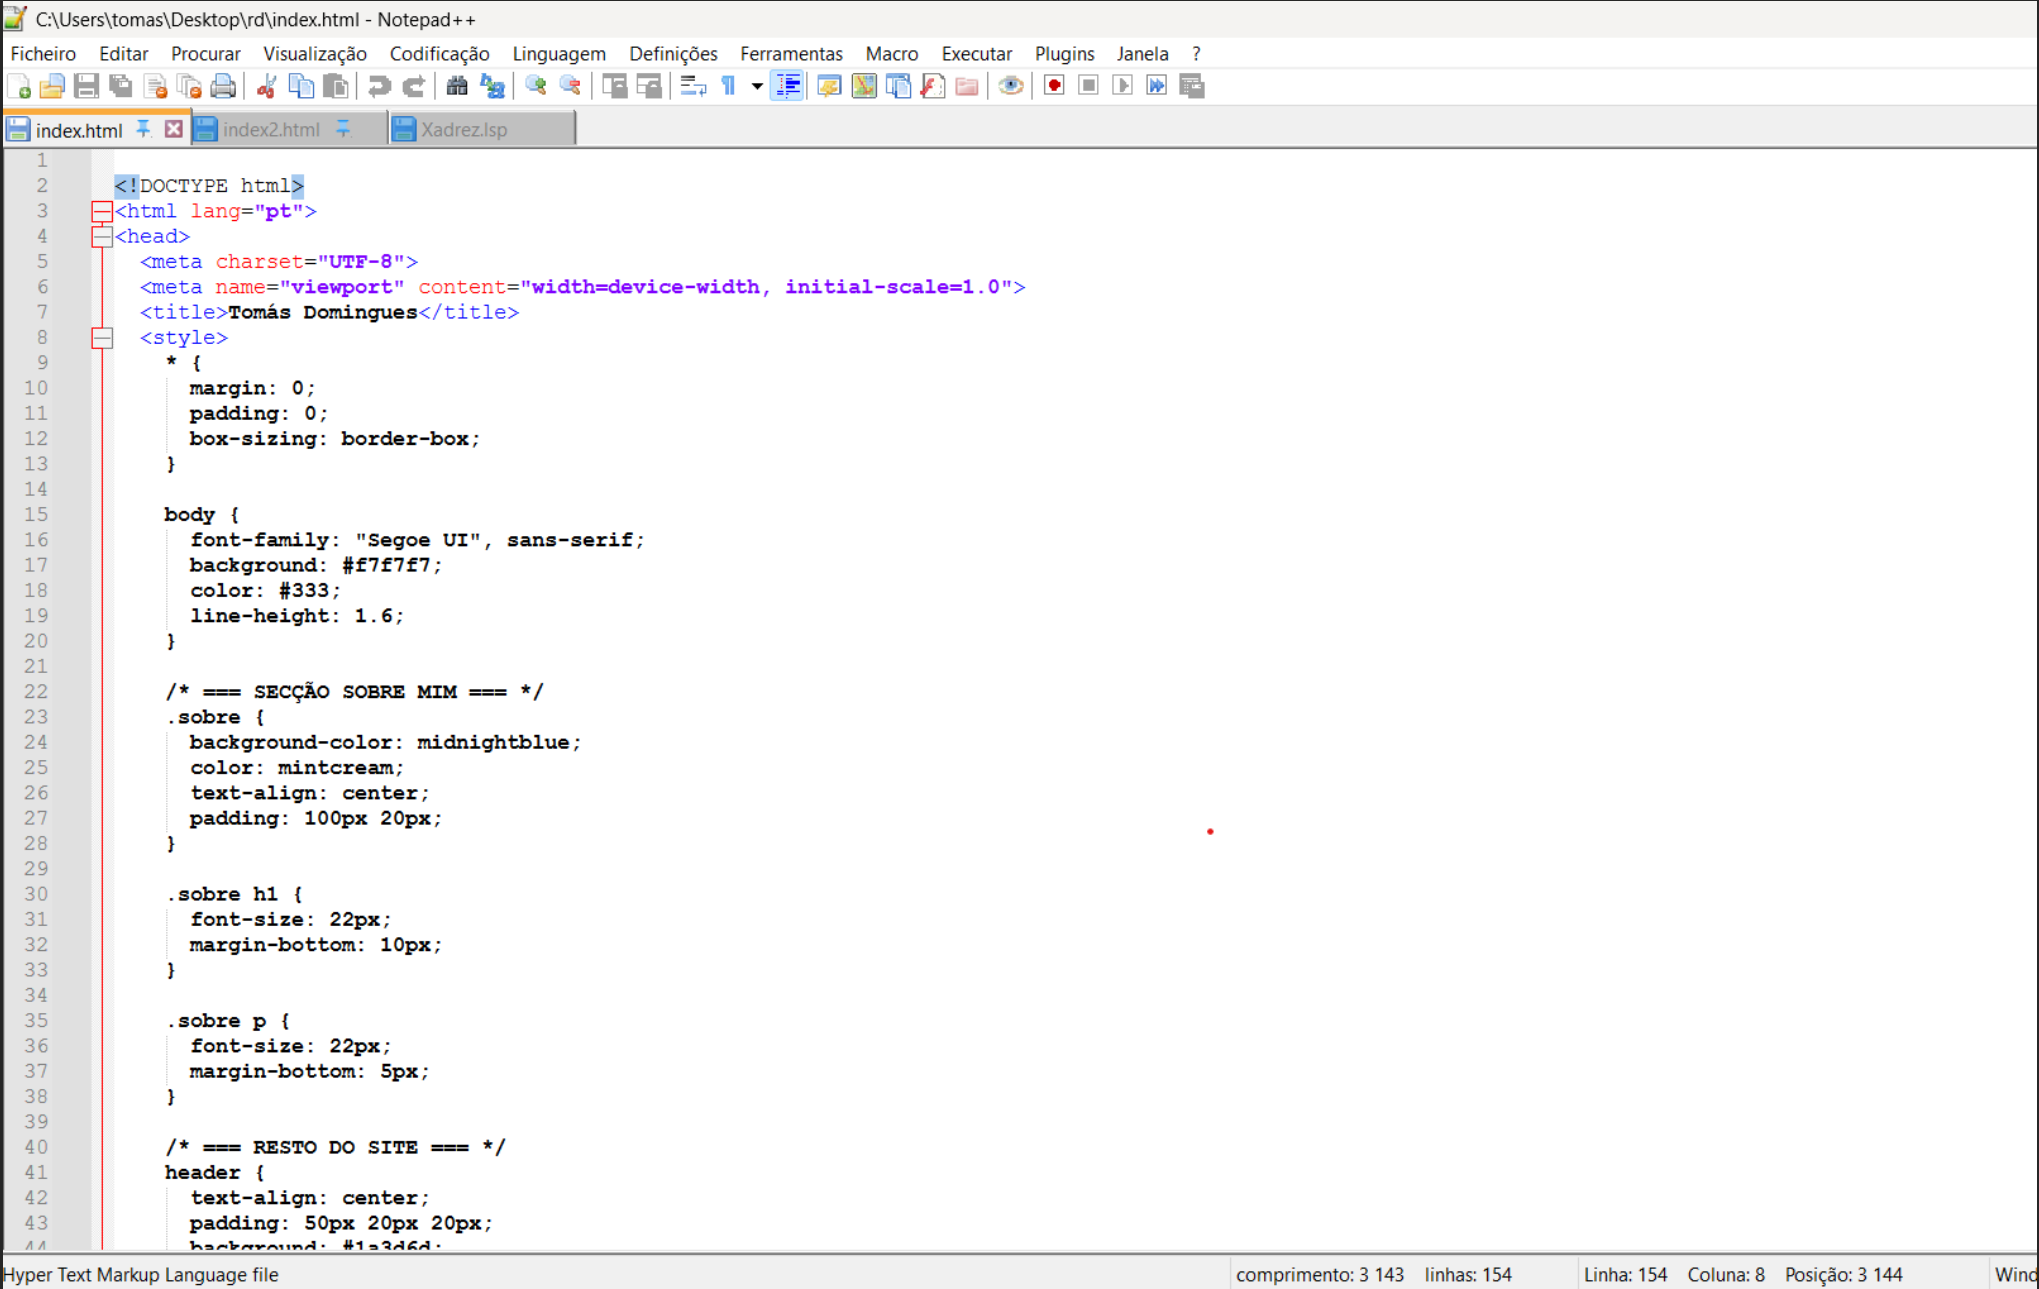 C:\Users\tomas\Desktop\rd\index.html - Notepad++
Ficheiro Editar Procurar Visualização Codificação Linguagem Definições Ferramentas Macro Executar Plugins Janela ?
index.html index2.html Xadrez.lsp
1
2 <!DOCTYPE html>
3 <html lang="pt">
4 <head>
5 <meta charset="UTF-8">
6 <meta name="viewport" content="width=device-width, initial-scale=1.0">
7 <title>Tomás Domingues</title>
8 <style>
9 * {
10 margin: 0;
11 padding: 0;
12 box-sizing: border-box;
13 }
14
15 body {
16 font-family: "Segoe UI", sans-serif;
17 background: #f7f7f7;
18 color: #333;
19 line-height: 1.6;
20 }
21
22 /* === SECÇÃO SOBRE MIM === */
23 .sobre {
24 background-color: midnightblue;
25 color: mintcream;
26 text-align: center;
27 padding: 100px 20px;
28 }
29
30 .sobre h1 {
31 font-size: 22px;
32 margin-bottom: 10px;
33 }
34
35 .sobre p {
36 font-size: 22px;
37 margin-bottom: 5px;
38 }
39
40 /* === RESTO DO SITE === */
41 header {
42 text-align: center;
43 padding: 50px 20px 20px;
44 background: #1a3d6d;
Hyper Text Markup Language file comprimento: 3 143 linhas: 154 Linha: 154 Coluna: 8 Posição: 3 144 Wind